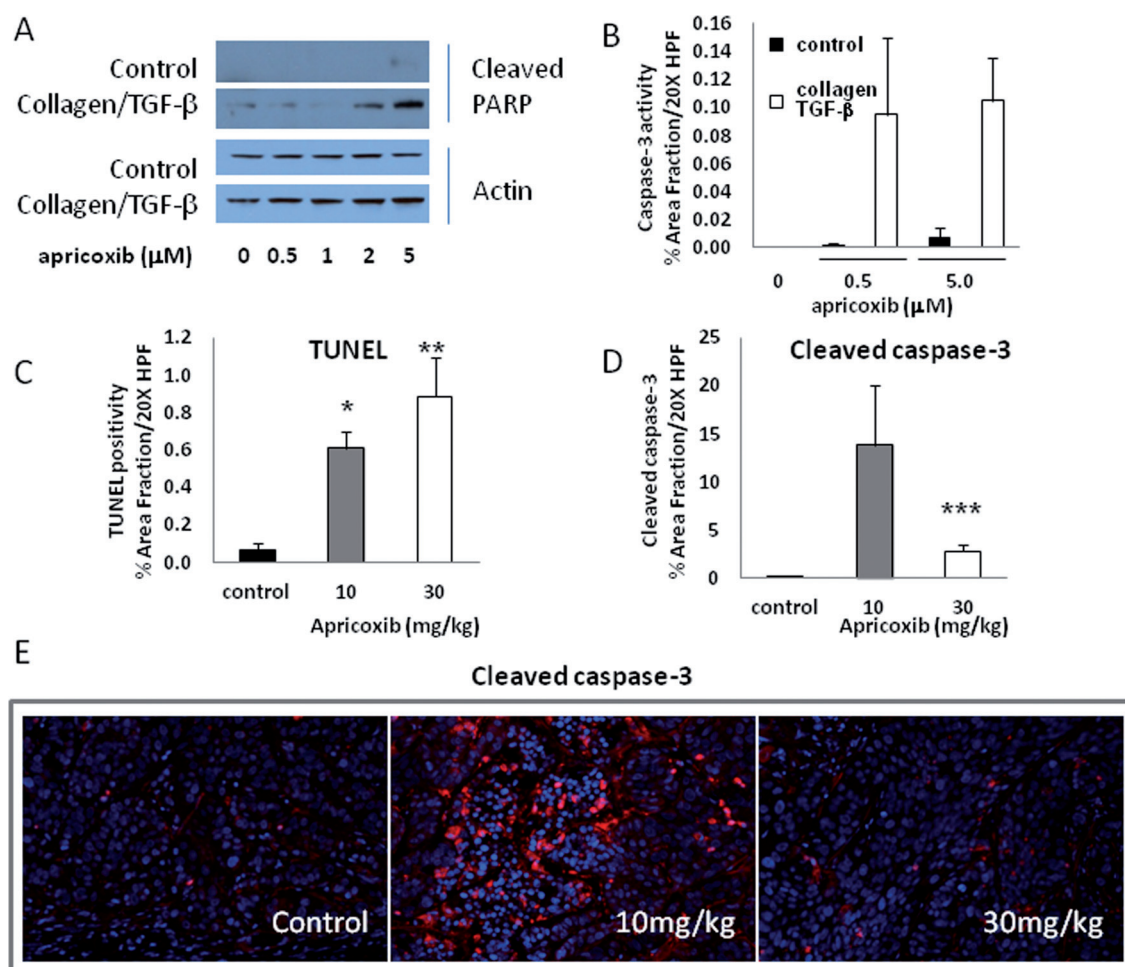 A
Control
Collagen/TGF-β
Cleaved
PARP
Control
Collagen/TGF-β
Actin
apricoxib (μM) 0 0.5 1 2 5
B
Caspase-3 activity
% Area Fraction/20X HPF
0.16
0.14
0.12
0.10
0.08
0.06
0.04
0.02
0.00
control
collagen
TGF-β
0 0.5 5.0
apricoxib (μM)
C
TUNEL positivity
% Area Fraction/20X HPF
1.2
1.0
0.8
0.6
0.4
0.2
0.0
TUNEL
*
**
control 10 30
Apricoxib (mg/kg)
D
Cleaved caspase-3
% Area Fraction/20X HPF
25
20
15
10
5
0
Cleaved caspase-3
***
control 10 30
Apricoxib (mg/kg)
E
Cleaved caspase-3
Control
10mg/kg
30mg/kg